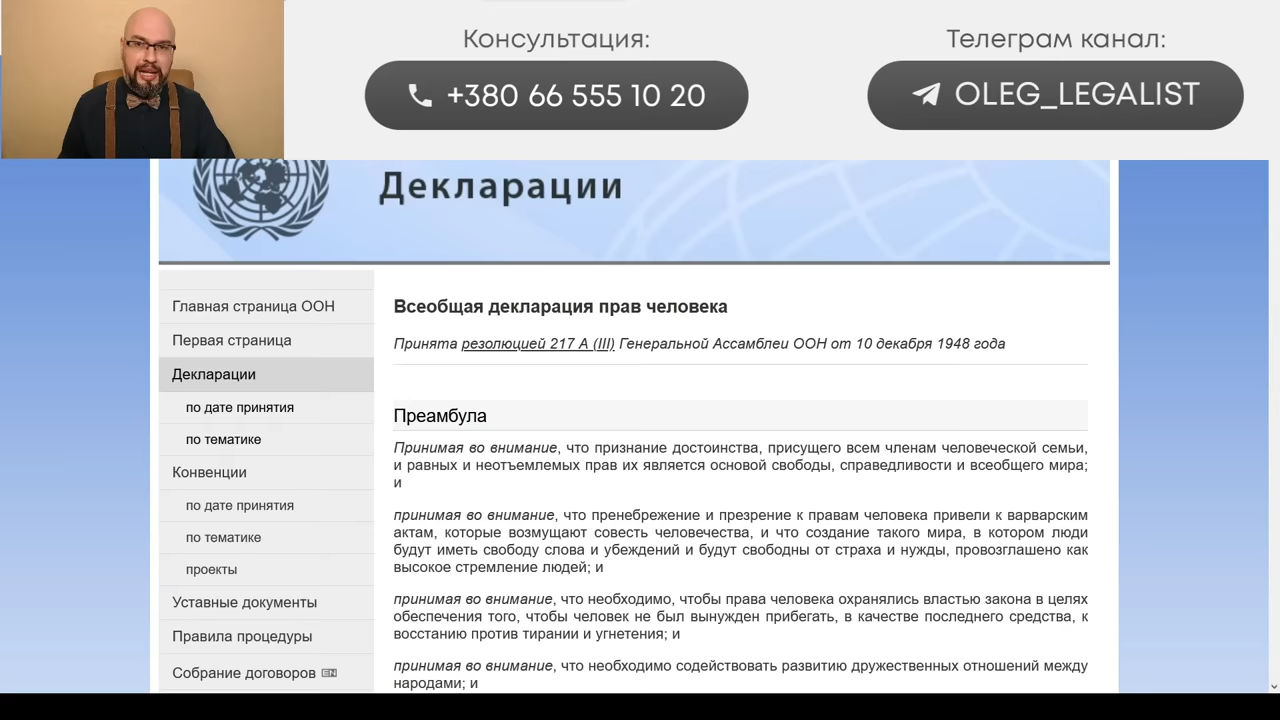 Консультация:
+380 66 555 10 20
Телеграм канал:
OLEG_LEGALIST
Декларации
Главная страница ООН
Первая страница
Декларации
по дате принятия
по тематике
Конвенции
по дате принятия
по тематике
проекты
Уставные документы
Правила процедуры
Собрание договоров
Всеобщая декларация прав человека
Принята резолюцией 217 А (III) Генеральной Ассамблеи ООН от 10 декабря 1948 года
Преамбула
Принимая во внимание, что признание достоинства, присущего всем членам человеческой семьи,
и равных и неотъемлемых прав их является основой свободы, справедливости и всеобщего мира;
и
принимая во внимание, что пренебрежение и презрение к правам человека привели к варварским
актам, которые возмущают совесть человечества, и что создание такого мира, в котором люди
будут иметь свободу слова и убеждений и будут свободны от страха и нужды, провозглашено как
высокое стремление людей; и
принимая во внимание, что необходимо, чтобы права человека охранялись властью закона в целях
обеспечения того, чтобы человек не был вынужден прибегать, в качестве последнего средства, к
восстанию против тирании и угнетения; и
принимая во внимание, что необходимо содействовать развитию дружественных отношений между
народами; и